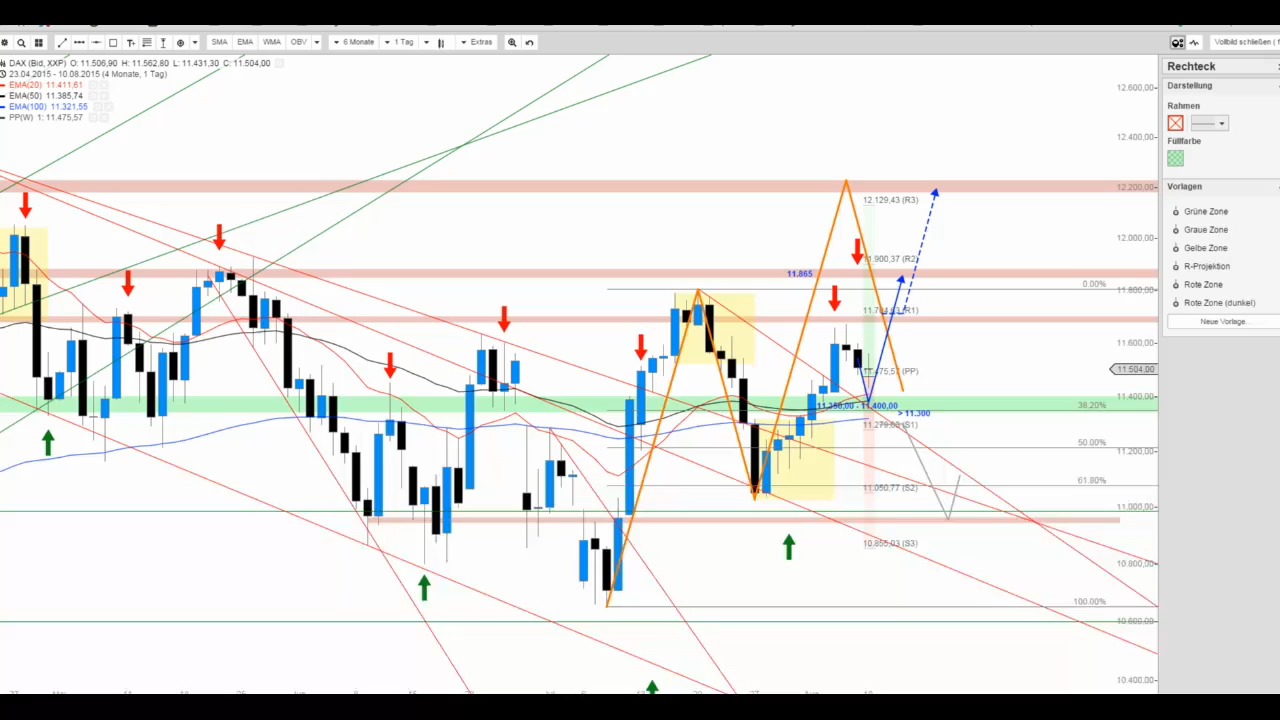 SMA EMA WMA OBV 6 Monate 1 Tag Extras Vollbild schließen ( f
DAX (Bid, XXP) O: 11.506,90 H: 11.562,80 L: 11.431,30 C: 11.504,00
23.04.2015 - 10.08.2015 (4 Monate, 1 Tag)
EMA(20) 11.411,61
EMA(50) 11.385,74
EMA(100) 11.321,55
PP(W) 1: 11.475,57
Rechteck
Darstellung
Rahmen
Füllfarbe
Vorlagen
Grüne Zone
Graue Zone
Gelbe Zone
R-Projektion
Rote Zone
Rote Zone (dunkel)
Neue Vorlage...
12.600,00
12.400,00
12.200,00
12.129,43 (R3)
12.000,00
11.900,37 (R2)
11.865
0.00%
11.800,00
11.600,00
11.475,57 (PP)
11.504,00
11.400,00
38.20%
11.350,00 - 11.400,00
> 11.300
50.00%
11.200,00
61.80%
11.050,77 (S2)
11.000,00
10.855,03 (S3)
10.800,00
100.00%
10.600,00
10.400,00